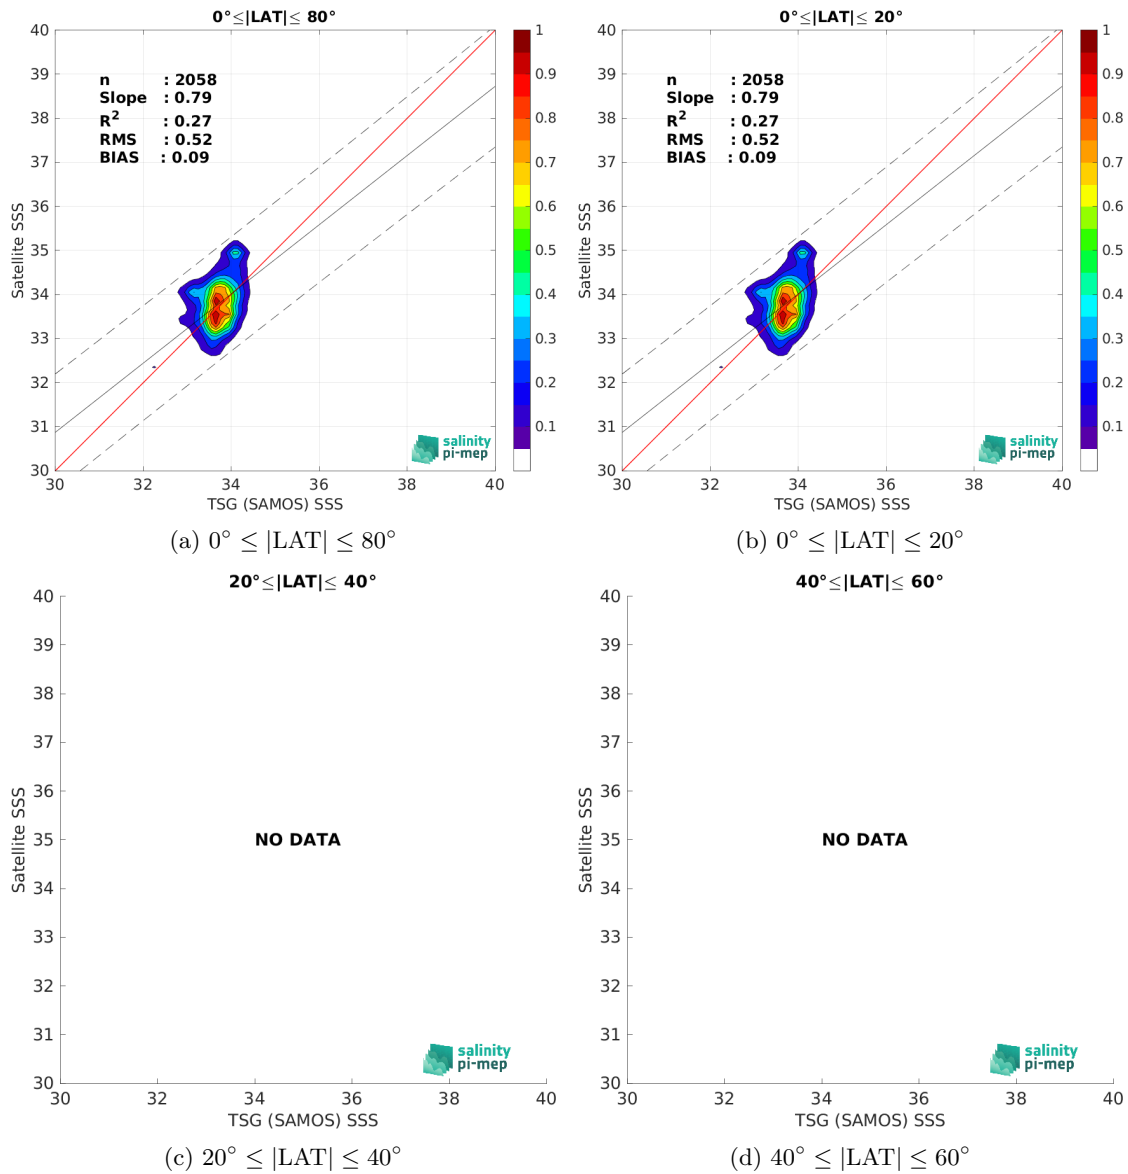 0°≤|LAT|≤ 80°
40
39
38
37
36
35
34
33
32
31
30
Satellite SSS
n : 2058
Slope : 0.79
R² : 0.27
RMS : 0.52
BIAS : 0.09
salinity
pi-mep
30 32 34 36 38 40
TSG (SAMOS) SSS
1
0.9
0.8
0.7
0.6
0.5
0.4
0.3
0.2
0.1
(a) 0° ≤ |LAT| ≤ 80°
0°≤|LAT|≤ 20°
40
39
38
37
36
35
34
33
32
31
30
Satellite SSS
n : 2058
Slope : 0.79
R² : 0.27
RMS : 0.52
BIAS : 0.09
salinity
pi-mep
30 32 34 36 38 40
TSG (SAMOS) SSS
1
0.9
0.8
0.7
0.6
0.5
0.4
0.3
0.2
0.1
(b) 0° ≤ |LAT| ≤ 20°
20°≤|LAT|≤ 40°
40
39
38
37
36
35
34
33
32
31
30
Satellite SSS
NO DATA
salinity
pi-mep
30 32 34 36 38 40
TSG (SAMOS) SSS
(c) 20° ≤ |LAT| ≤ 40°
40°≤|LAT|≤ 60°
40
39
38
37
36
35
34
33
32
31
30
Satellite SSS
NO DATA
salinity
pi-mep
30 32 34 36 38 40
TSG (SAMOS) SSS
(d) 40° ≤ |LAT| ≤ 60°